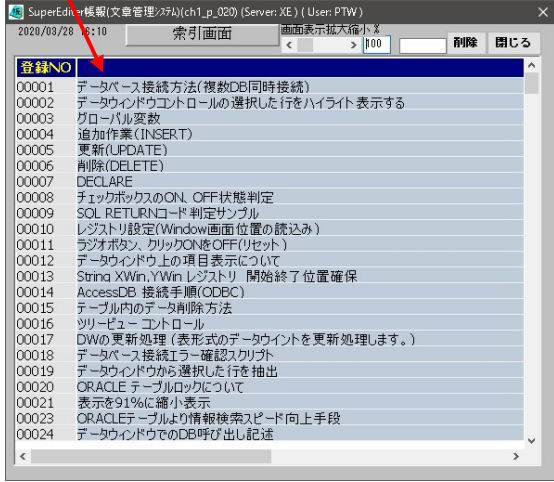 SuperEditer帳報(文章管理ｼｽﾃﾑ)(ch1_p_020) (Server: XE ) ( User: PTW )
2020/03/28 16:10 索引画面 画面表示拡大縮小% 100 削除 閉じる
登録NO
00001 データベース接続方法(複数DB同時接続)
00002 データウィンドウコントロールの選択した行をハイライト表示する
00003 グローバル変数
00004 追加作業(INSERT)
00005 更新(UPDATE)
00006 削除(DELETE)
00007 DECLARE
00008 チェックボックスのON、OFF状態判定
00009 SQL RETURNコード判定サンプル
00010 レジストリ設定(Window画面位置の読込み)
00011 ラジオボタン、クリックONをOFF(リセット)
00012 データウィンドウ上の項目表示について
00013 String XWin,YWin レジストリ 開始終了位置確保
00014 AccessDB 接続手順(ODBC)
00015 テーブル内のデータ削除方法
00016 ツリービュー コントロール
00017 DWの更新処理(表形式のデータウイントを更新処理します。)
00018 データベース接続エラー確認スクリプト
00019 データウィンドウから選択した行を抽出
00020 ORACLE テーブルロックについて
00021 表示を91%に縮小表示
00023 ORACLEテーブルより情報検索スピード向上手段
00024 データウィンドウでのDB呼び出し記述